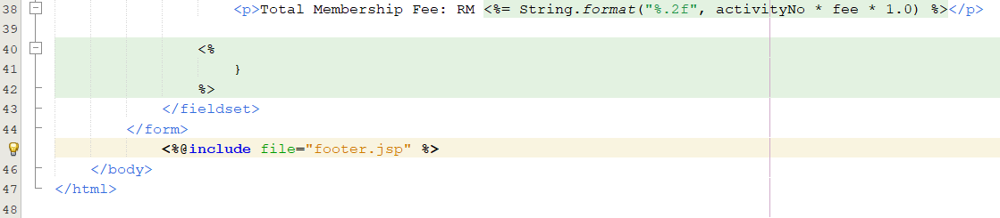 38 <p>Total Membership Fee: RM <%= String.format("%.2f", activityNo * fee * 1.0) %></p>
39
40 <%
41 }
42 %>
43 </fieldset>
44 </form>
<%@include file="footer.jsp" %>
46 </body>
47 </html>
48